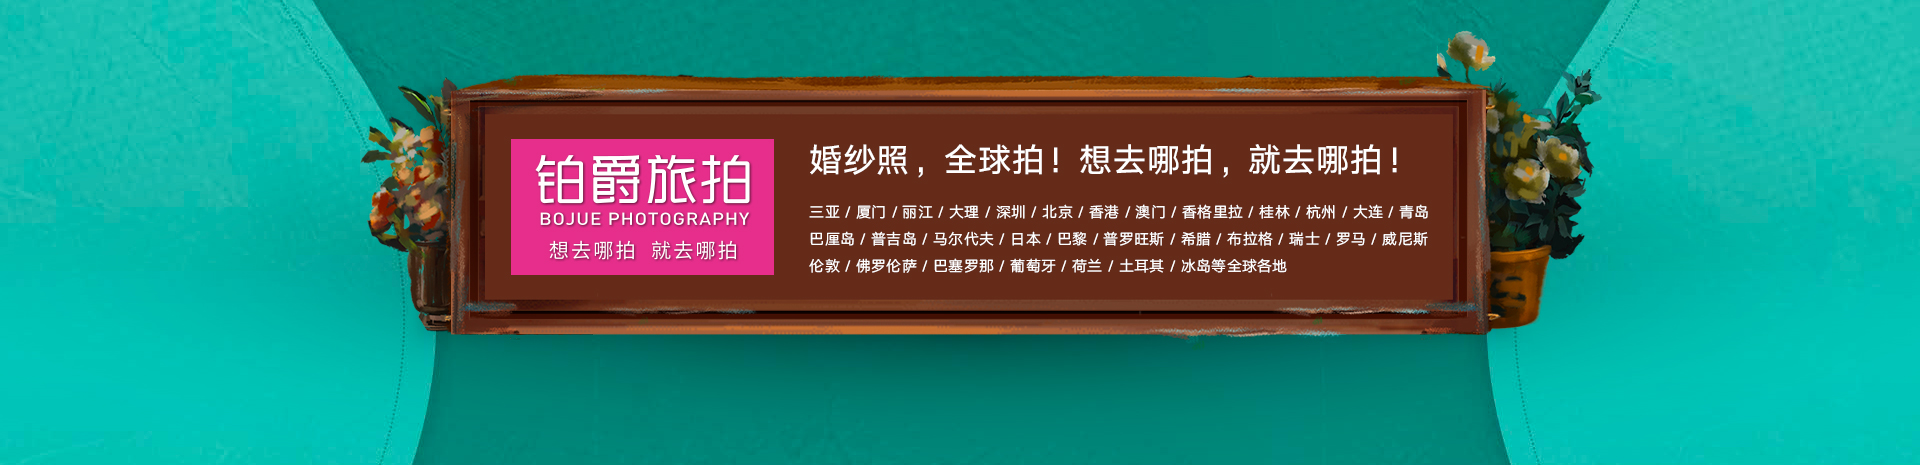 铂爵旅拍
BOJUE PHOTOGRAPHY
想去哪拍 就去哪拍
婚纱照，全球拍！想去哪拍，就去哪拍！
三亚 / 厦门 / 丽江 / 大理 / 深圳 / 北京 / 香港 / 澳门 / 香格里拉 / 桂林 / 杭州 / 大连 / 青岛
巴厘岛 / 普吉岛 / 马尔代夫 / 日本 / 巴黎 / 普罗旺斯 / 希腊 / 布拉格 / 瑞士 / 罗马 / 威尼斯
伦敦 / 佛罗伦萨 / 巴塞罗那 / 葡萄牙 / 荷兰 / 土耳其 / 冰岛等全球各地